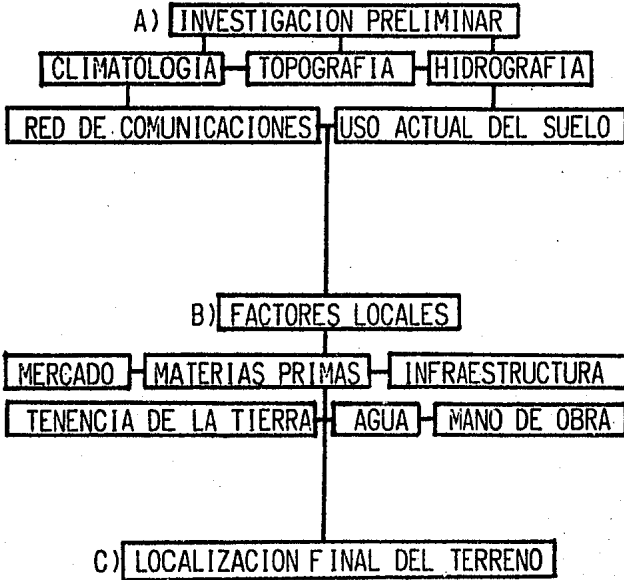 A) INVESTIGACION PRELIMINAR
CLIMATOLOGIA TOPOGRAFIA HIDROGRAFIA
RED DE COMUNICACIONES USO ACTUAL DEL SUELO
B) FACTORES LOCALES
MERCADO MATERIAS PRIMAS INFRAESTRUCTURA
TENENCIA DE LA TIERRA AGUA MANO DE OBRA
C) LOCALIZACION FINAL DEL TERRENO